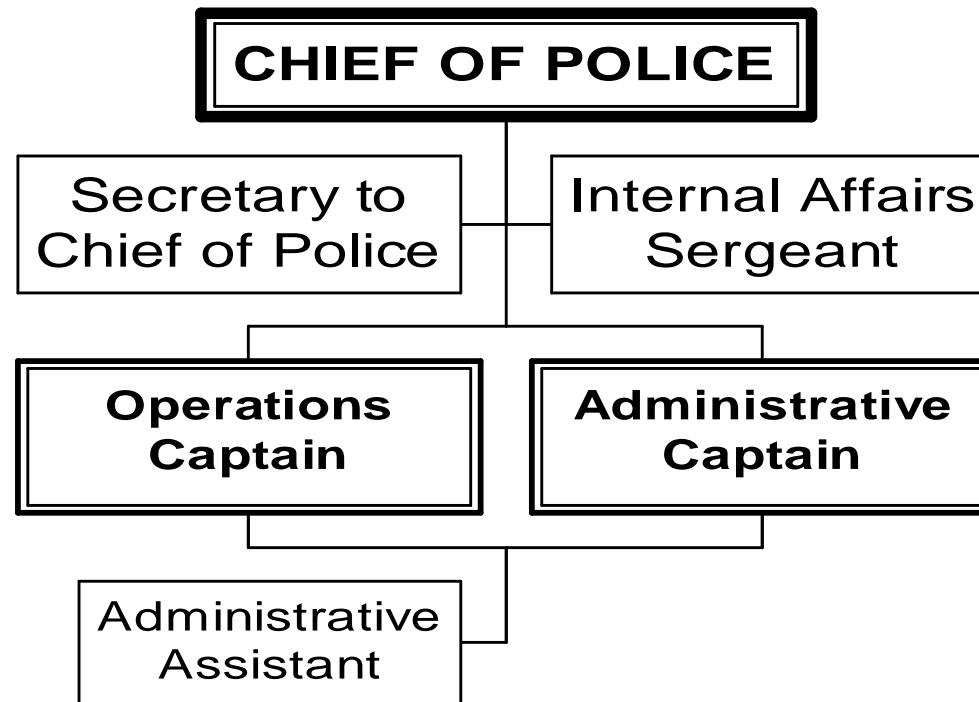 CHIEF OF POLICE
Secretary to
Chief of Police
Internal Affairs
Sergeant
Operations
Captain
Administrative
Captain
Administrative
Assistant